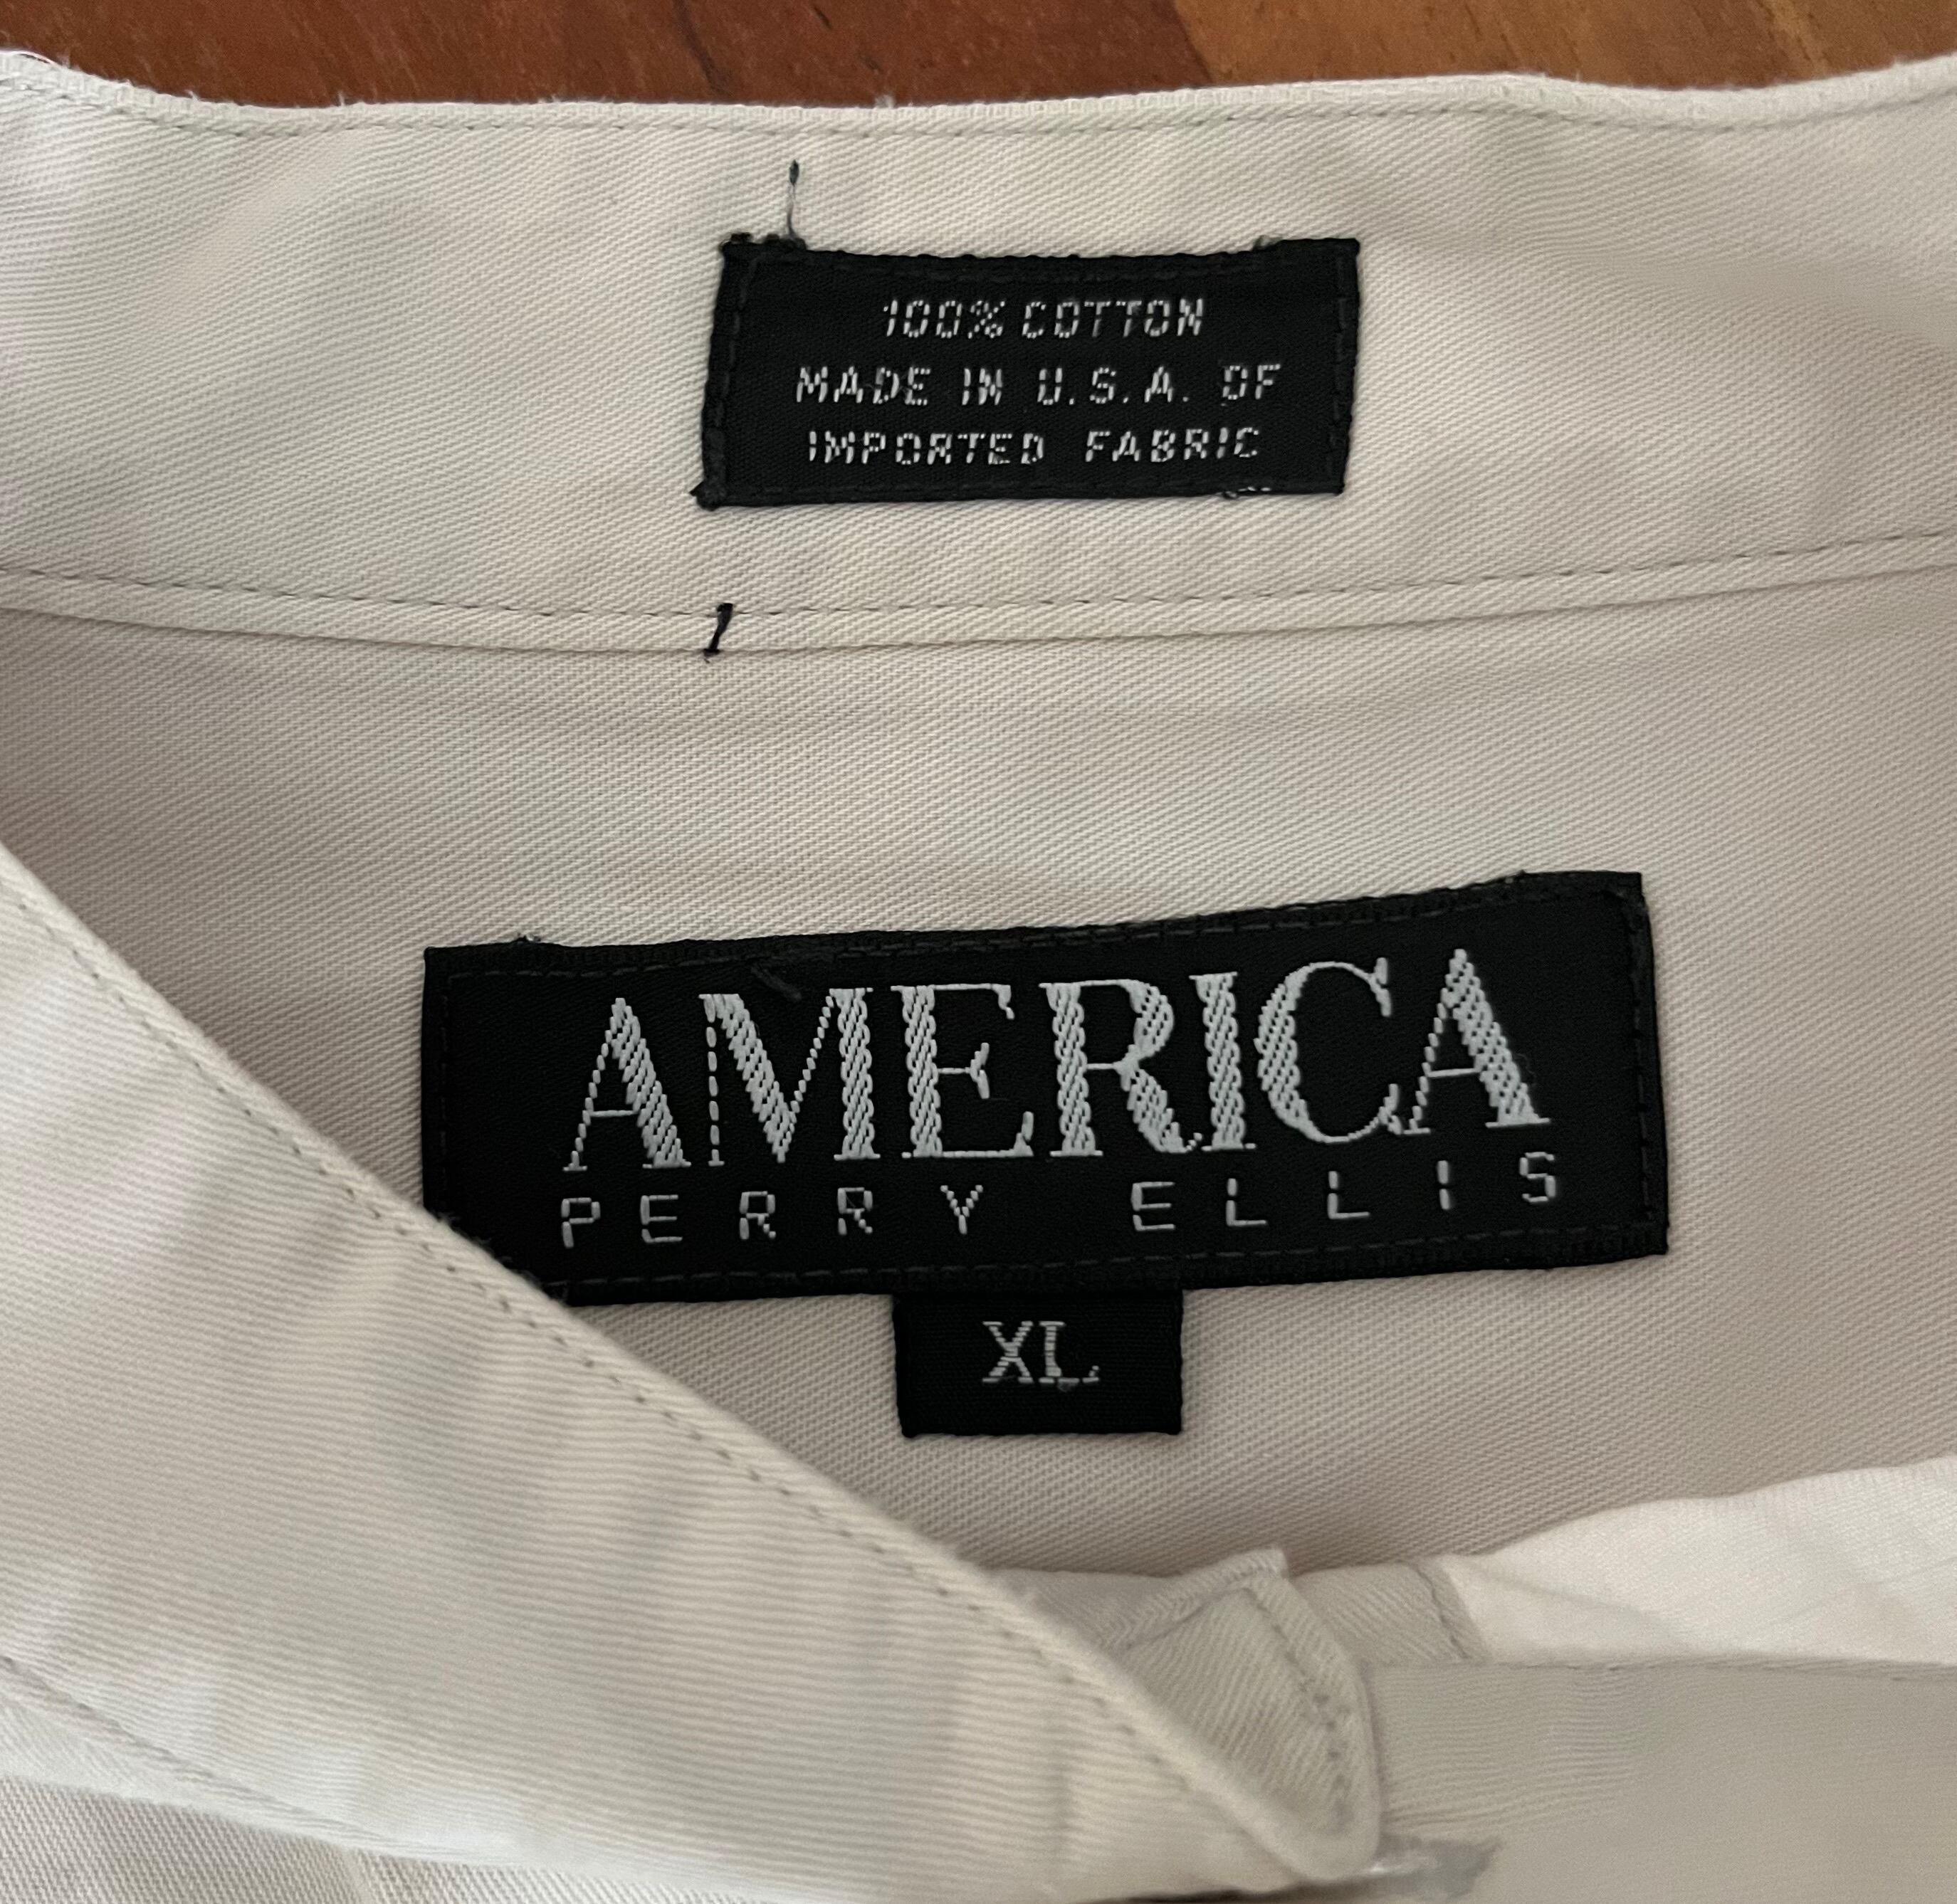 100% COTTON
MADE IN U.S.A. OF
IMPORTED FABRIC
AMERICA
PERRY ELLIS
XL